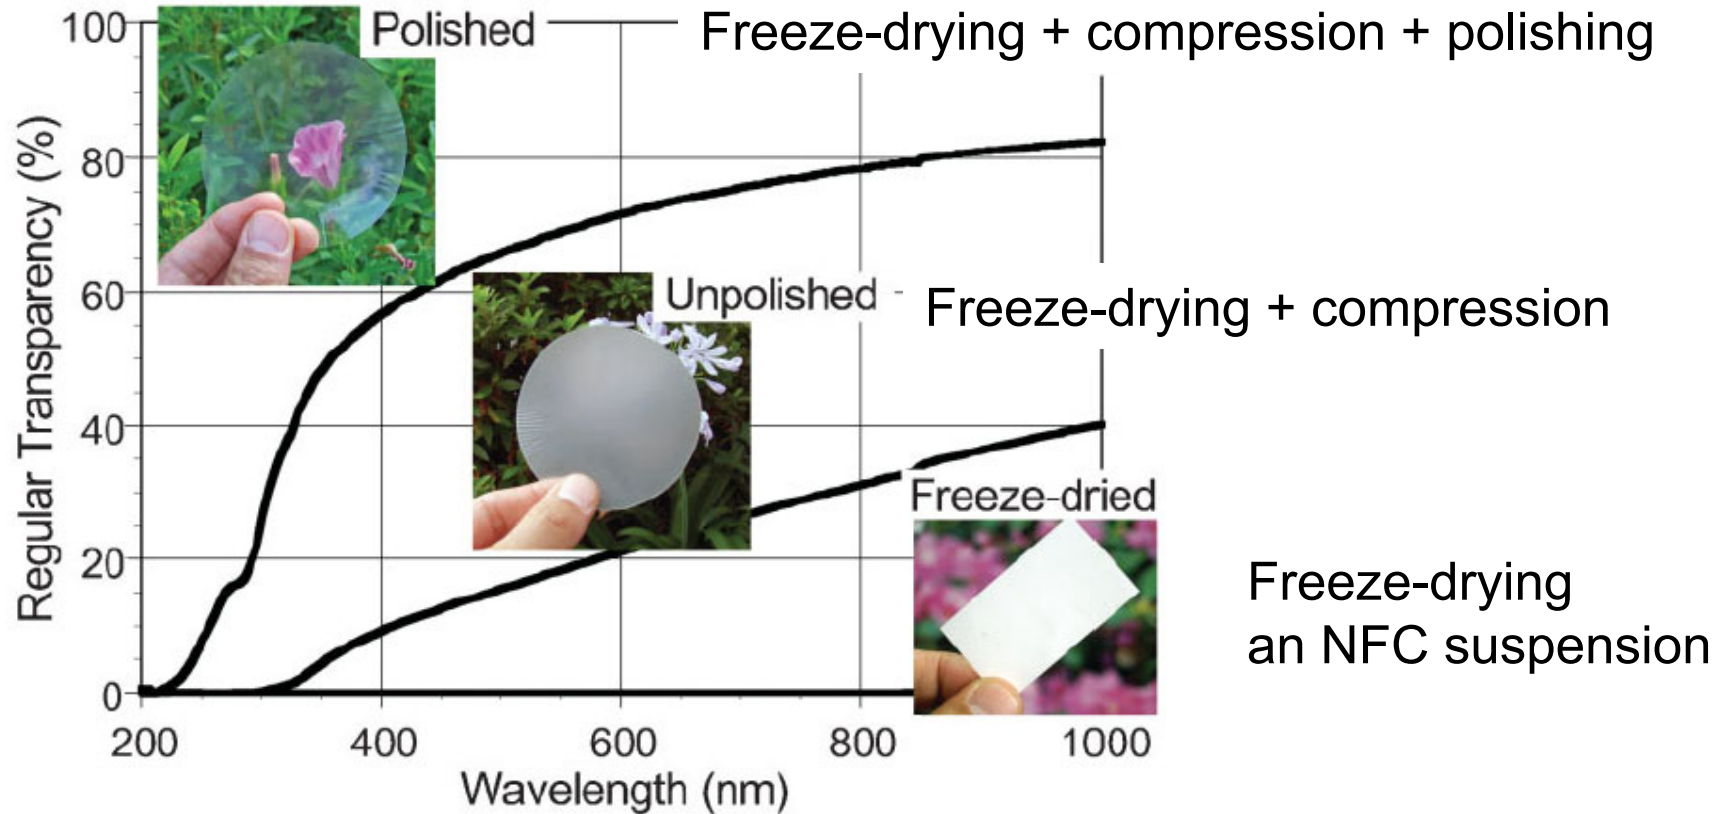 Polished
Freeze-drying + compression + polishing
Unpolished
Freeze-drying + compression
Freeze-dried
Freeze-drying
an NFC suspension
Regular Transparency (%)
100
80
60
40
20
0
200 400 600 800 1000
Wavelength (nm)